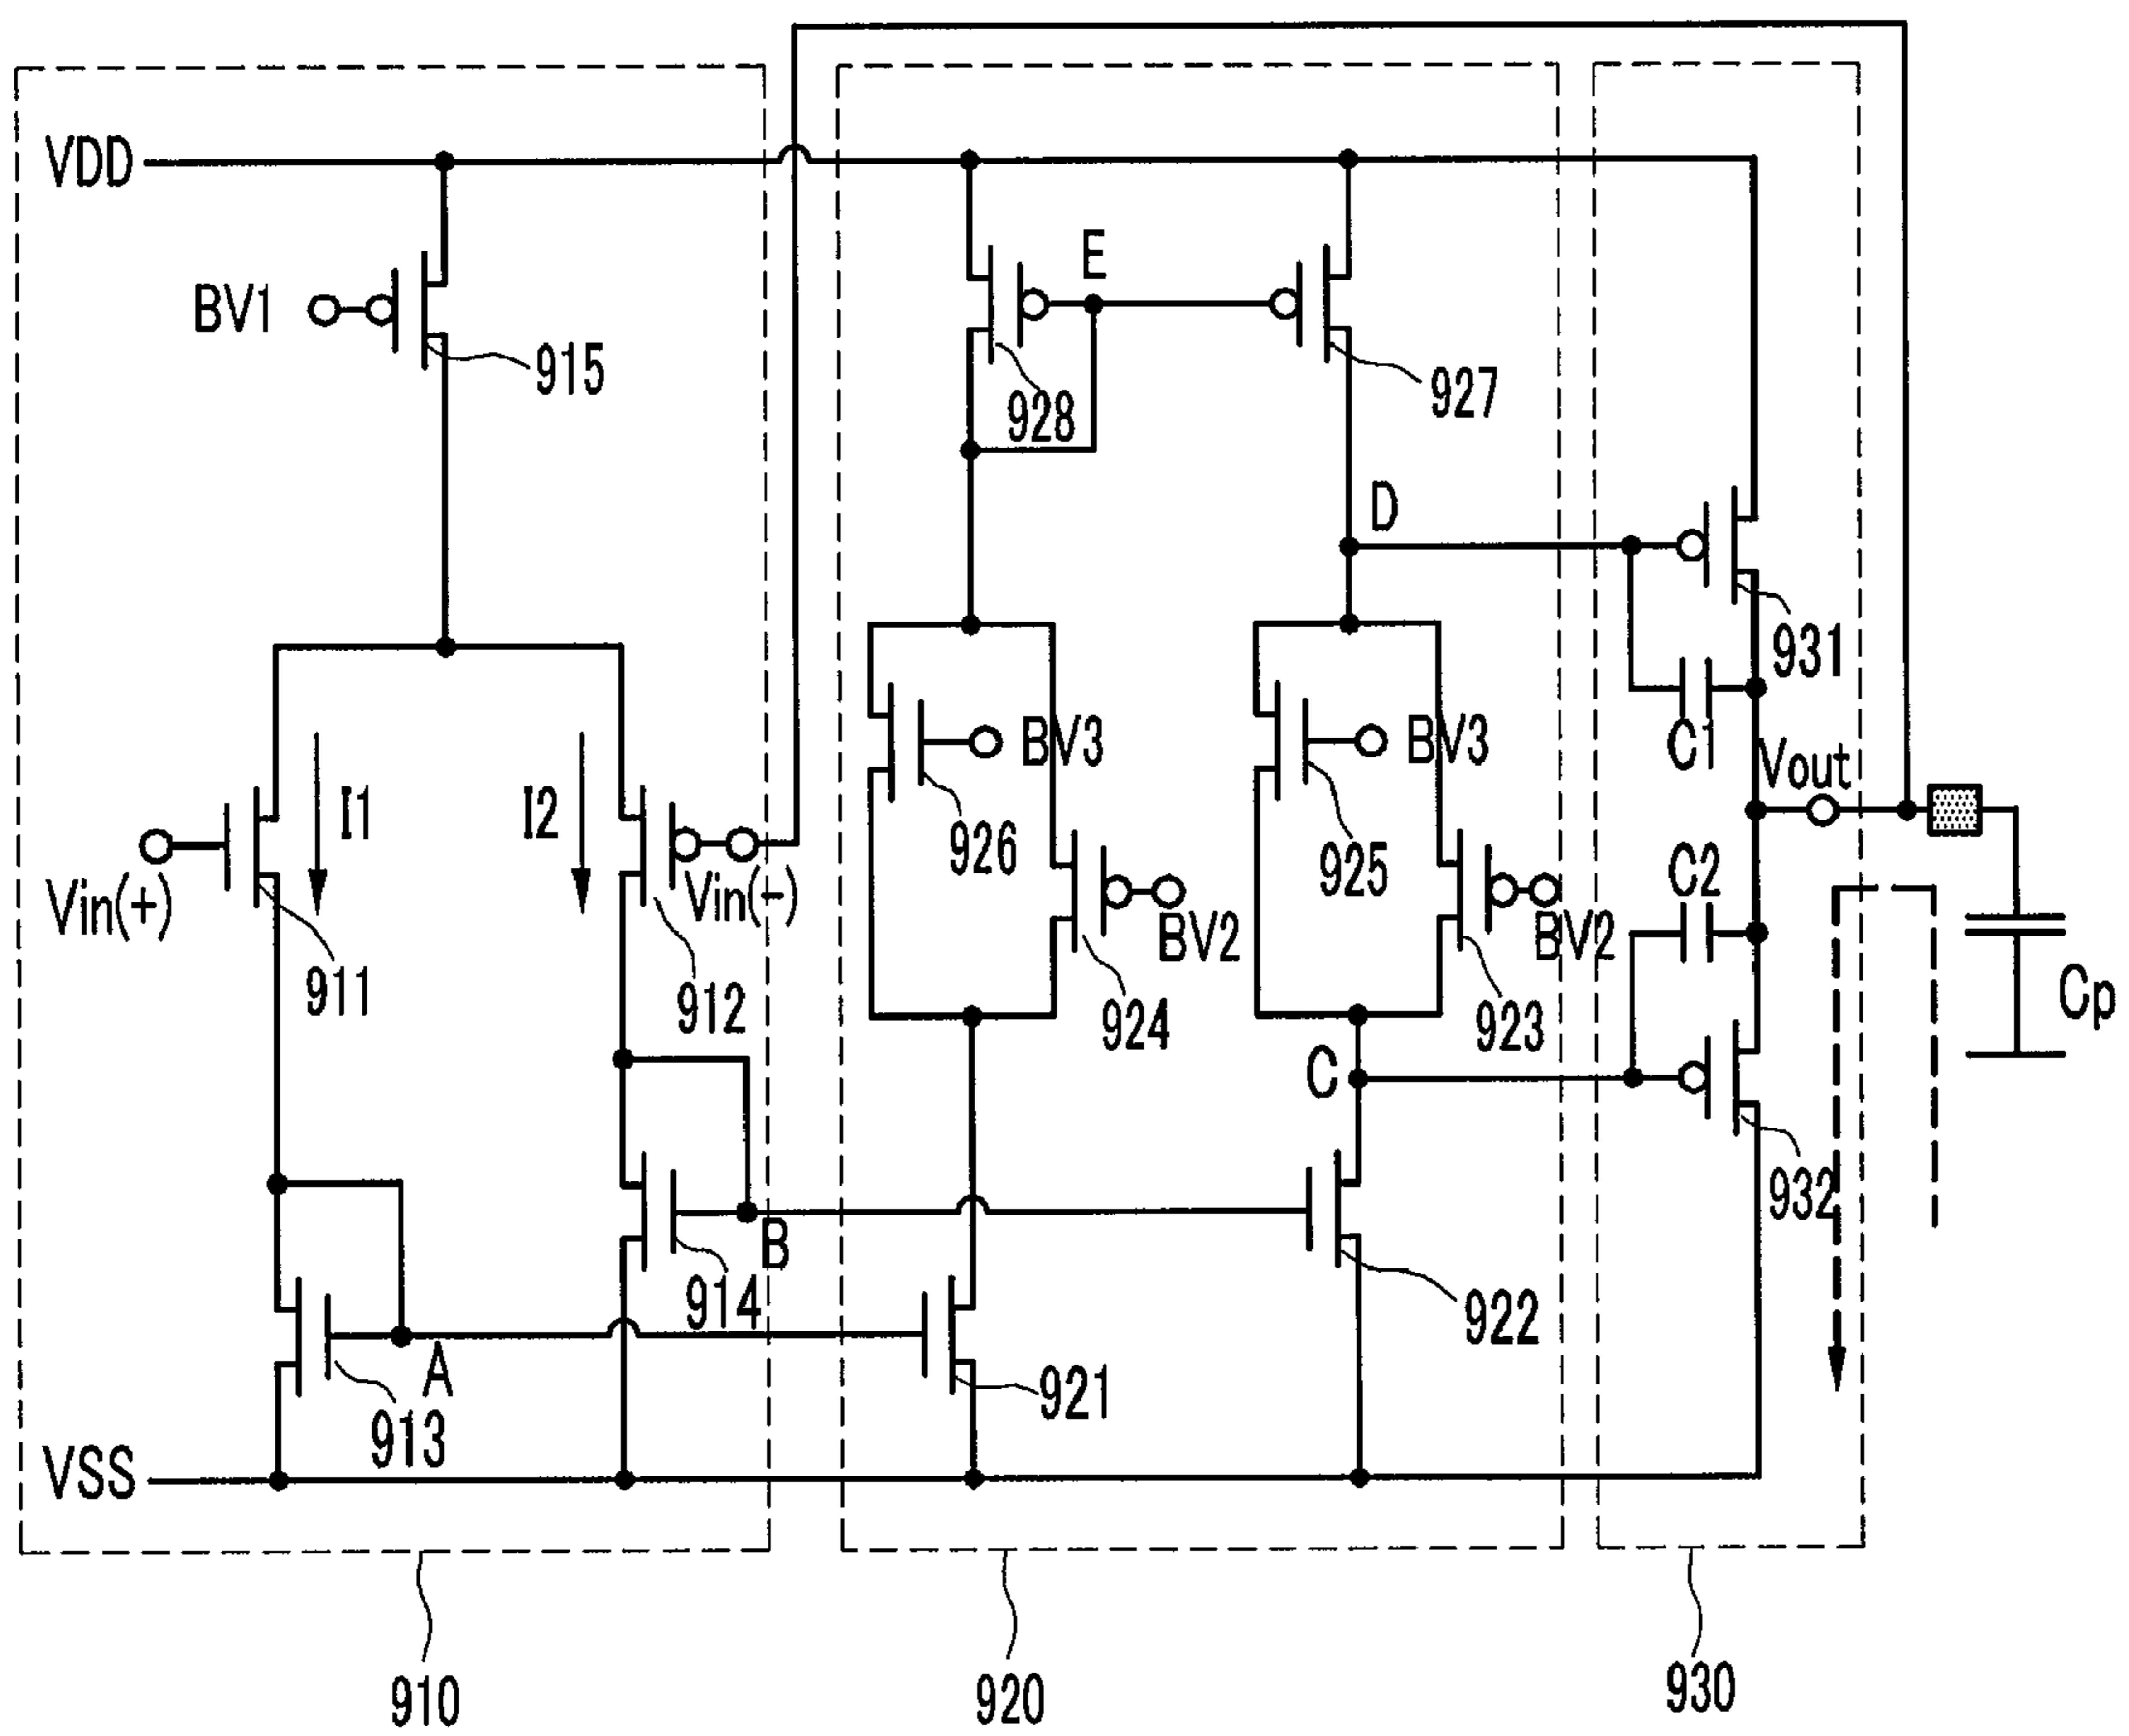 VDD
E
BV1
915
928
927
D
931
C1
BV3
BV3
Vout
I1
I2
926
925
Vin(+)
Vin(-)
BV2
BV2
C2
911
912
924
923
Cp
C
932
B
914
922
A
921
913
VSS
910
920
930